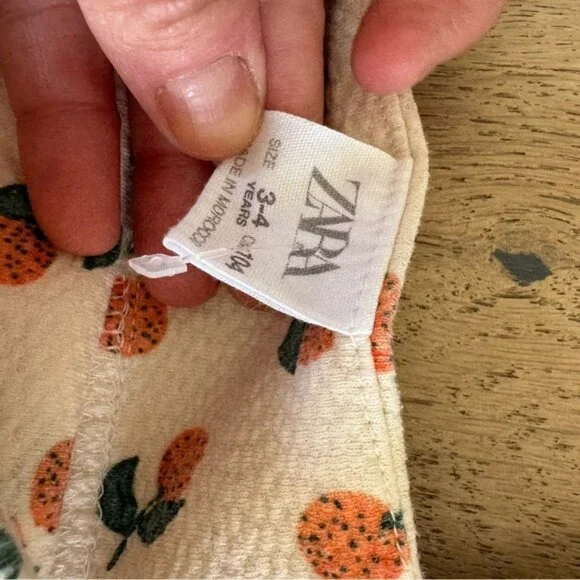 ZARA
SIZE 3-4 YEARS CM 104
MADE IN MOROCCO